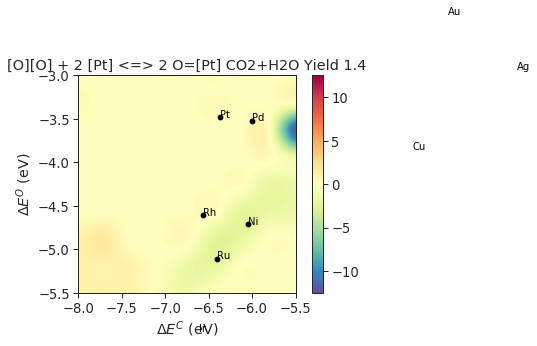 Au
[O][O] + 2 [Pt] <=> 2 O=[Pt] CO2+H2O Yield 1.4
Ag
Cu
Pt
Pd
Rh
Ni
Ru
Ir
−3.0
−3.5
−4.0
−4.5
−5.0
−5.5
ΔE^O (eV)
−8.0 −7.5 −7.0 −6.5 −6.0 −5.5
ΔE^C (eV)
10
5
0
−5
−10